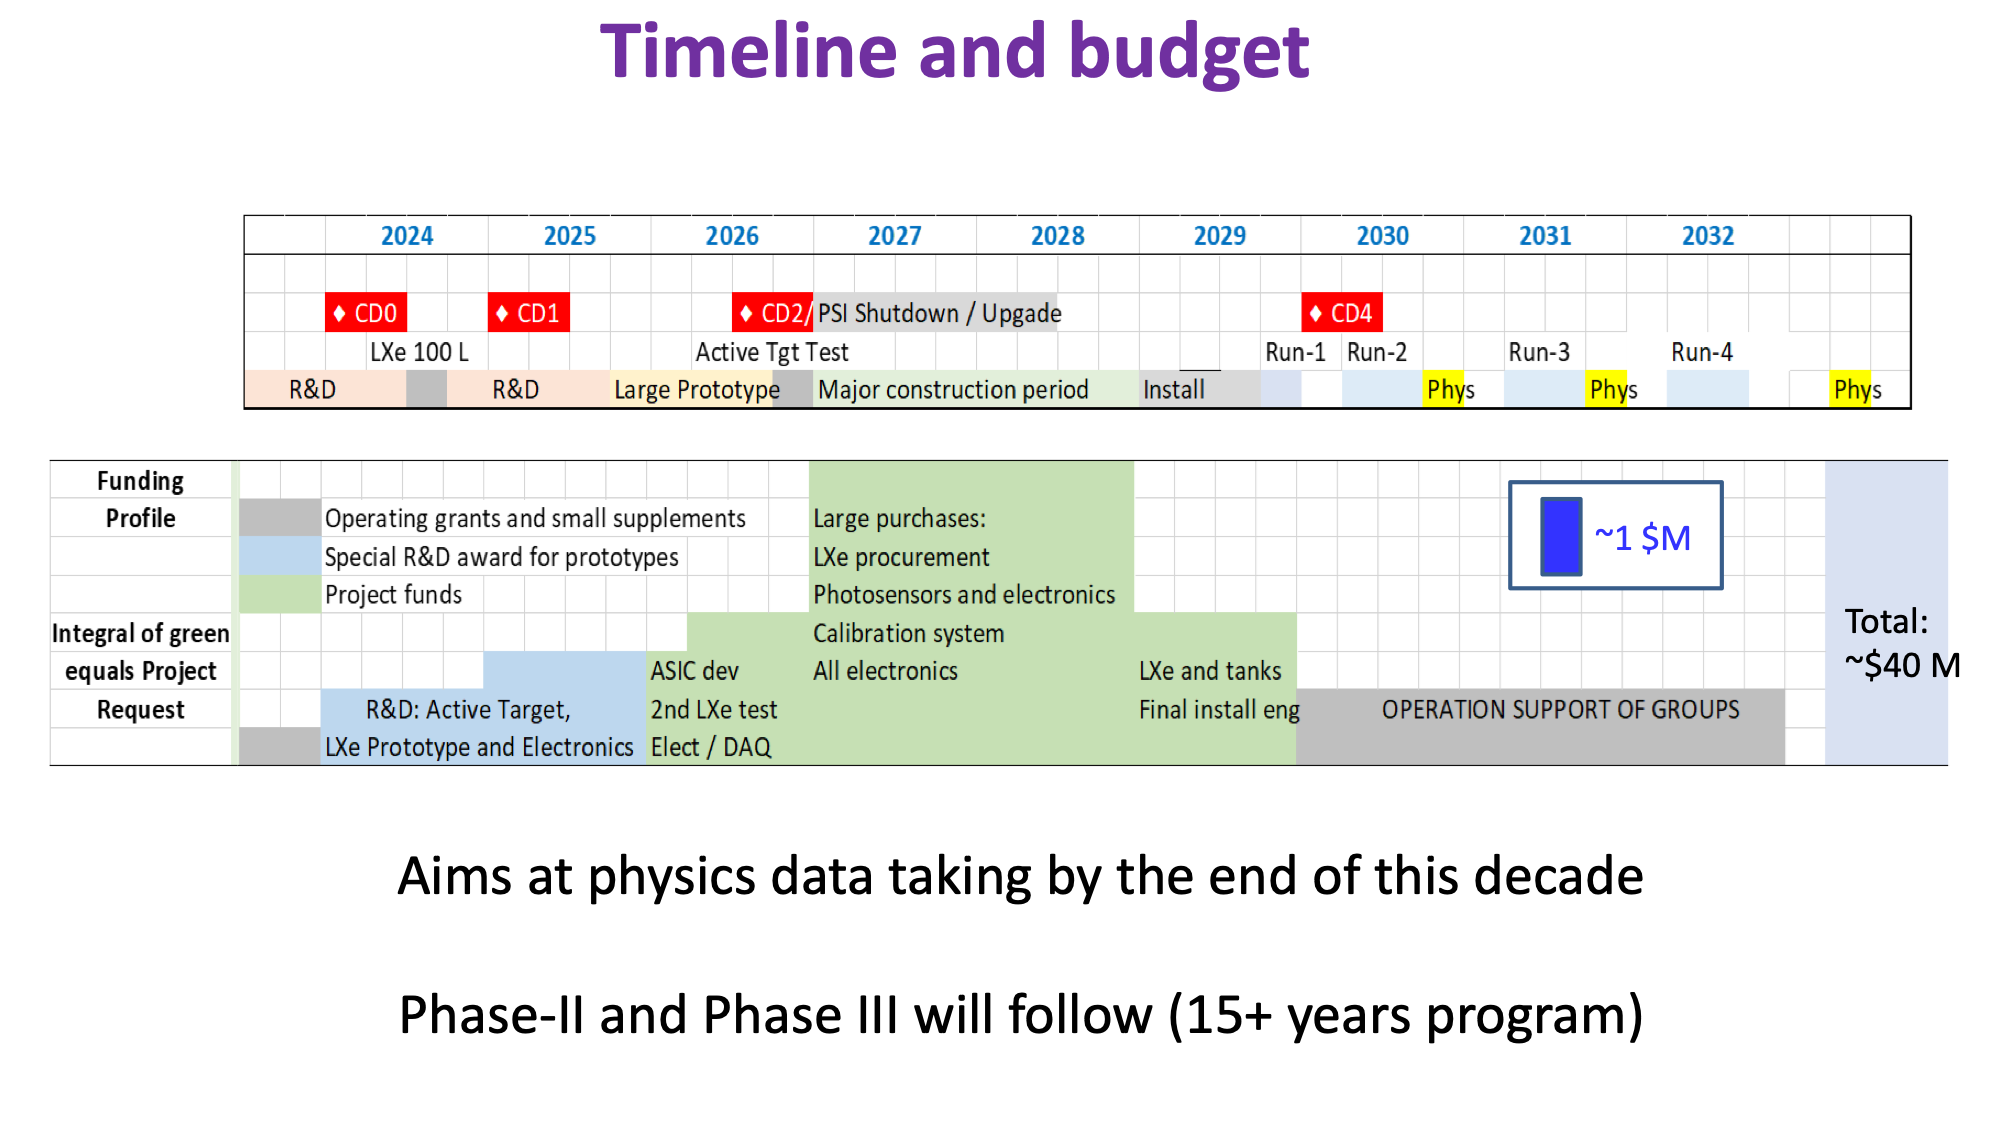 Timeline and budget
2024 2025 2026 2027 2028 2029 2030 2031 2032
♦ CD0 ♦ CD1 ♦ CD2/ PSI Shutdown / Upgade ♦ CD4
LXe 100 L Active Tgt Test Run-1 Run-2 Run-3 Run-4
R&D R&D Large Prototype Major construction period Install Phys Phys Phys
Funding
Profile Operating grants and small supplements Large purchases:
Special R&D award for prototypes LXe procurement ~1 $M
Project funds Photosensors and electronics
Integral of green Calibration system Total:
equals Project ASIC dev All electronics LXe and tanks ~$40 M
Request R&D: Active Target, 2nd LXe test Final install eng OPERATION SUPPORT OF GROUPS
LXe Prototype and Electronics Elect / DAQ
Aims at physics data taking by the end of this decade
Phase-II and Phase III will follow (15+ years program)